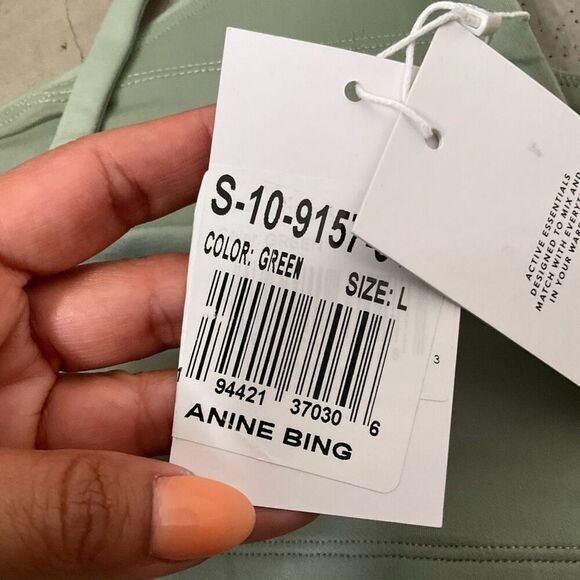 S-10-9157-
COLOR: GREEN
SIZE: L
1 94421 37030 6
ANINE BING
3
ACTIVE ESSENTIALS
DESIGNED TO MIX AND
MATCH WITH
IN YOUR